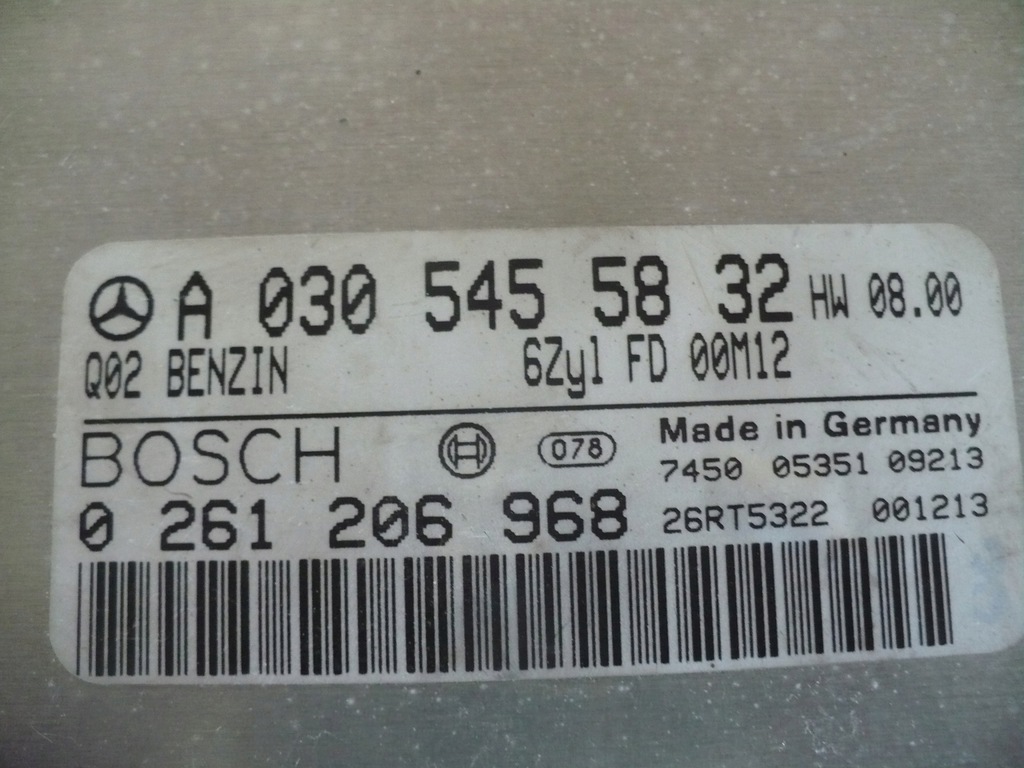 A 030 545 58 32 HW 08.00
Q02 BENZIN 6Zyl FD 00M12
BOSCH 078 Made in Germany
7450 05351 09213
0 261 206 968 26RT5322 001213